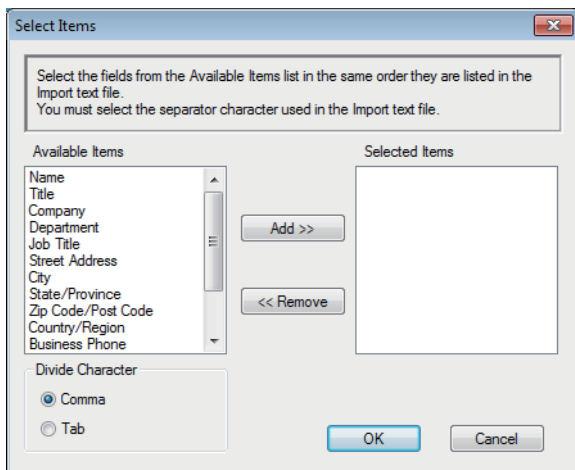 Select Items
Select the fields from the Available Items list in the same order they are listed in the
Import text file.
You must select the separator character used in the Import text file.
Available Items
Name
Title
Company
Department
Job Title
Street Address
City
State/Province
Zip Code/Post Code
Country/Region
Business Phone
Add >>
<< Remove
Selected Items
Divide Character
Comma
Tab
OK
Cancel